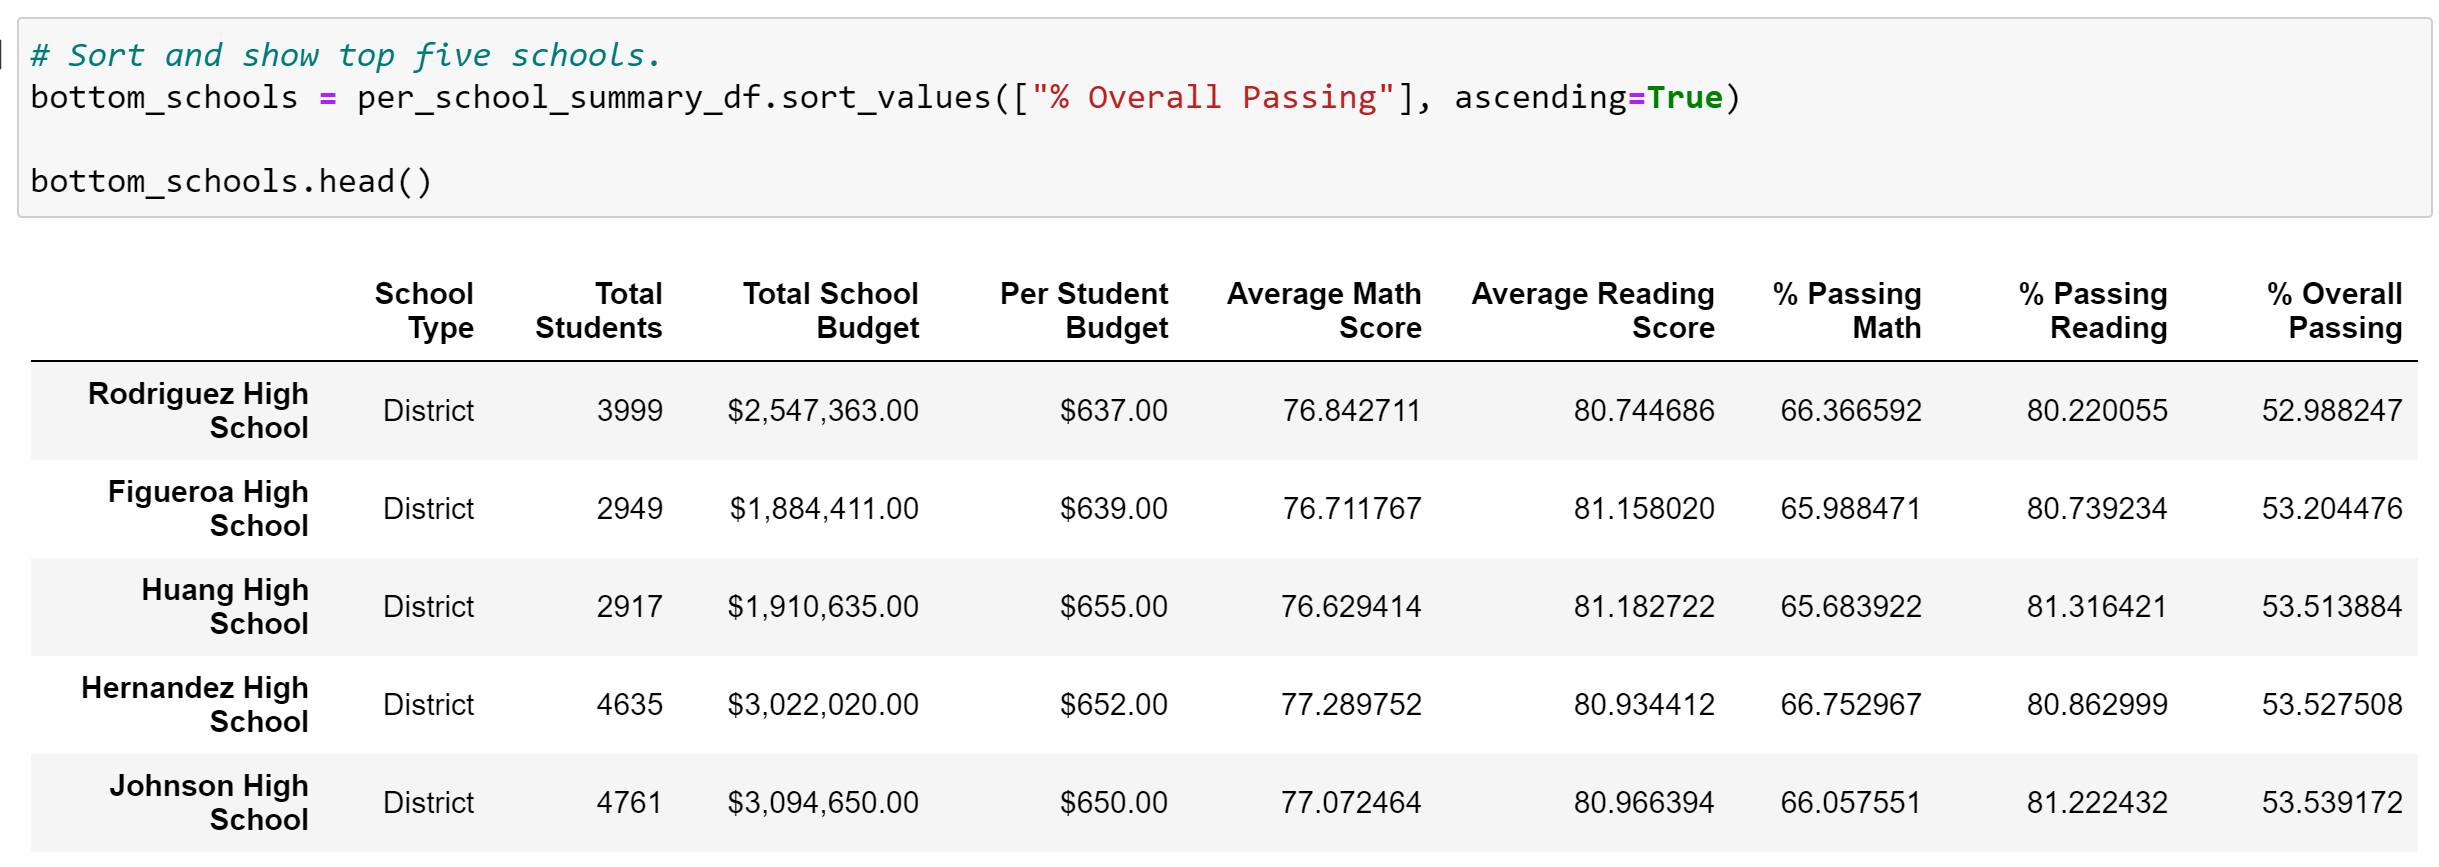 # Sort and show top five schools.
bottom_schools = per_school_summary_df.sort_values(["% Overall Passing"], ascending=True)
bottom_schools.head()
School Type Total Students Total School Budget Per Student Budget Average Math Score Average Reading Score % Passing Math % Passing Reading % Overall Passing
Rodriguez High School District 3999 $2,547,363.00 $637.00 76.842711 80.744686 66.366592 80.220055 52.988247
Figueroa High School District 2949 $1,884,411.00 $639.00 76.711767 81.158020 65.988471 80.739234 53.204476
Huang High School District 2917 $1,910,635.00 $655.00 76.629414 81.182722 65.683922 81.316421 53.513884
Hernandez High School District 4635 $3,022,020.00 $652.00 77.289752 80.934412 66.752967 80.862999 53.527508
Johnson High School District 4761 $3,094,650.00 $650.00 77.072464 80.966394 66.057551 81.222432 53.539172